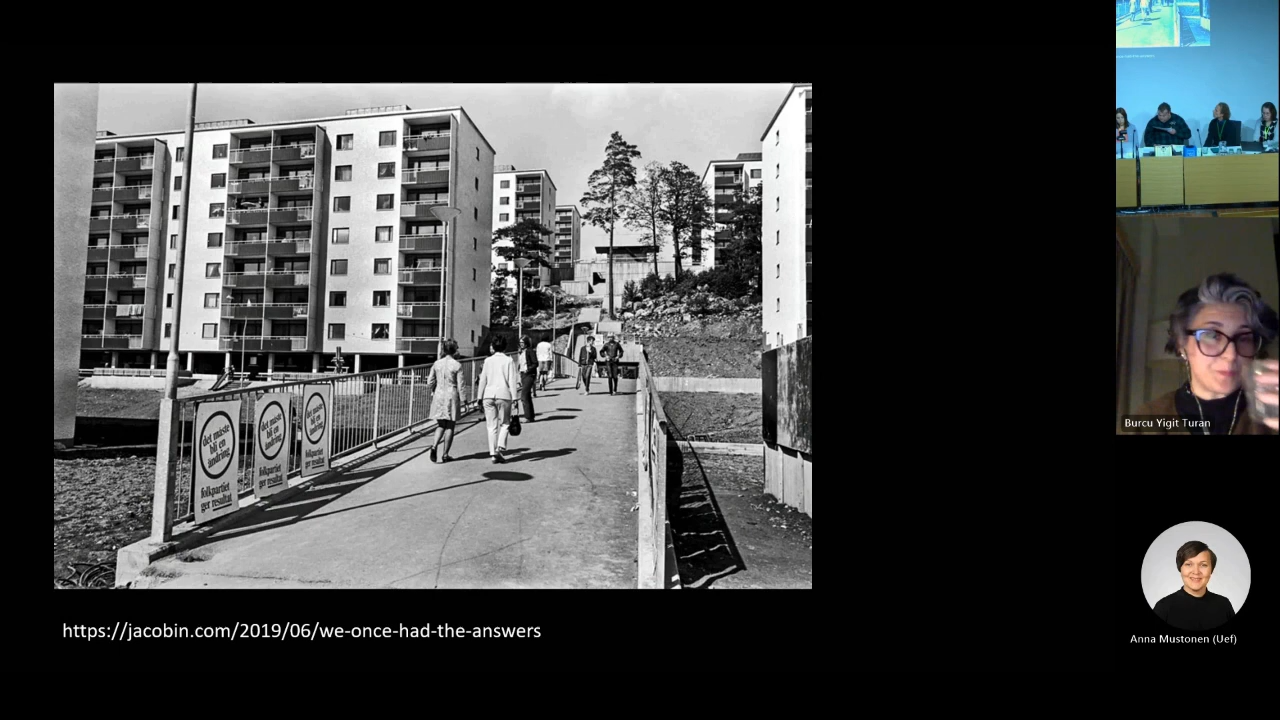 det måste
bli en
ändring
folkpartiet
ger resultat
det måste
bli en
ändring
folkpartiet
ger resultat
det måste
bli en
ändring
folkpartiet
ger resultat
https://jacobin.com/2019/06/we-once-had-the-answers
Burcu Yigit Turan
Anna Mustonen (Uef)